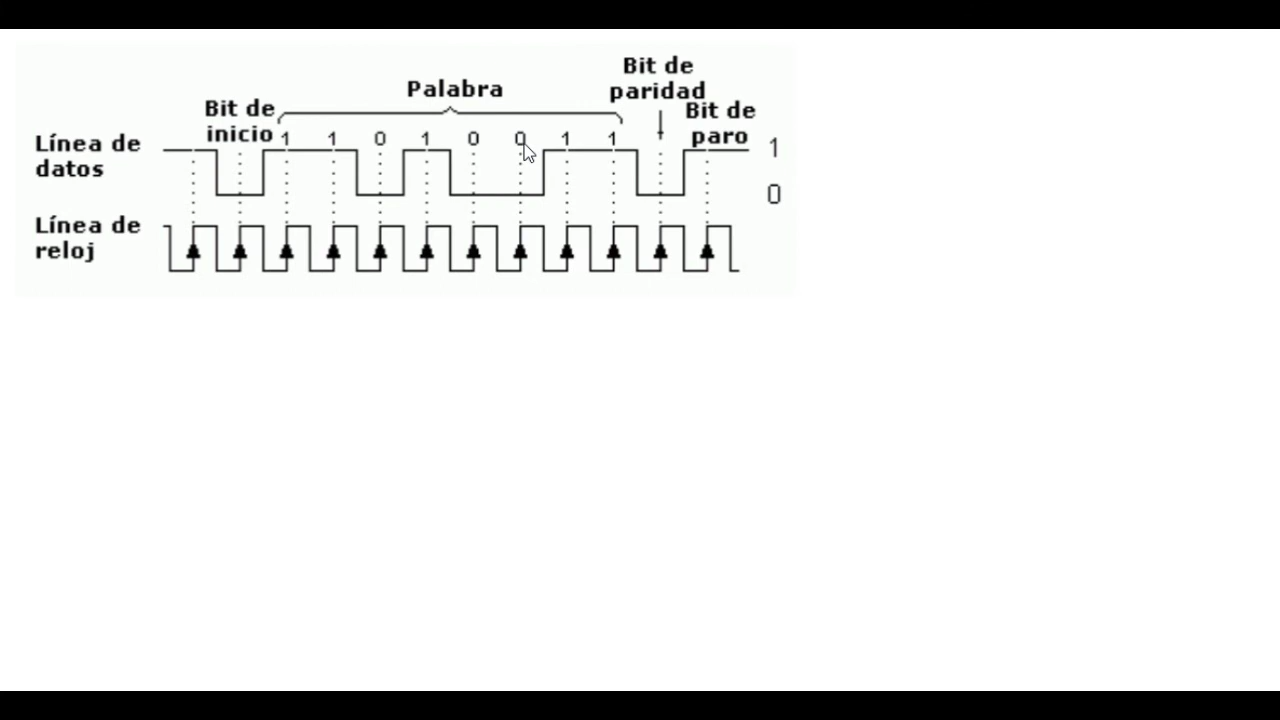 Bit de
paridad
Palabra
Bit de
inicio
Bit de
paro
Línea de
datos
1 1 0 1 0 0 1 1
1
0
Línea de
reloj